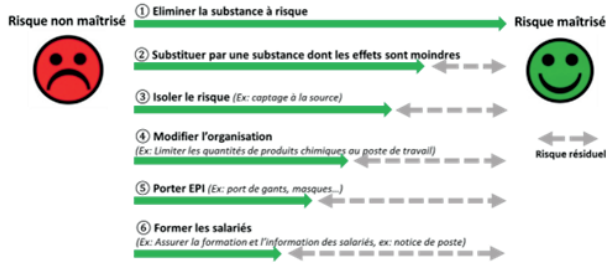 Risque non maîtrisé
① Eliminer la substance à risque
Risque maîtrisé
② Substituer par une substance dont les effets sont moindres
③ Isoler le risque (Ex: captage à la source)
④ Modifier l'organisation
(Ex: Limiter les quantités de produits chimiques au poste de travail)
Risque résiduel
⑤ Porter EPI (Ex: port de gants, masques...)
⑥ Former les salariés
(Ex: Assurer la formation et l'information des salariés, ex: notice de poste)